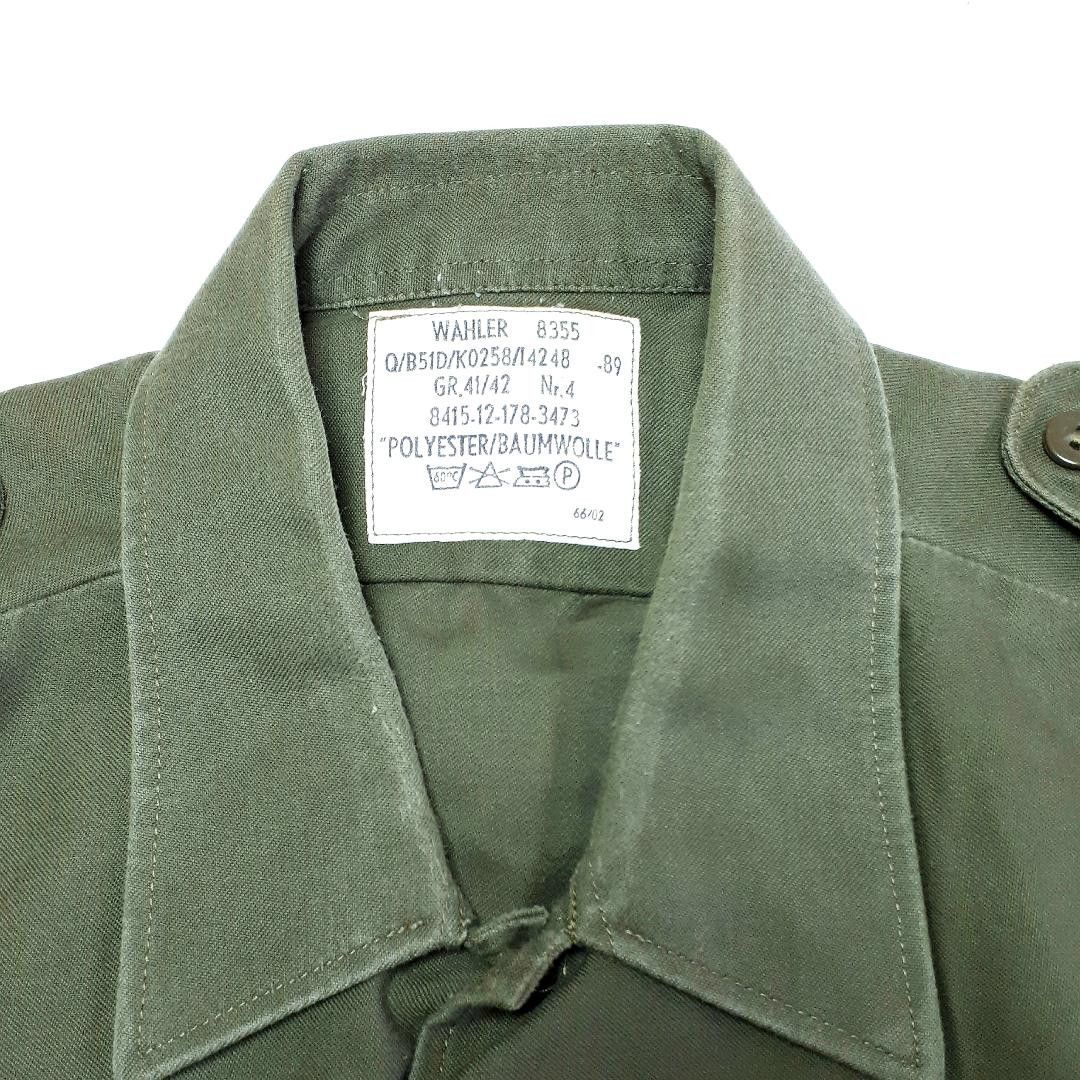 WAHLER 8355
Q/B51D/K0258/14248 -89
GR.41/42 Nr.4
8415-12-178-3473
"POLYESTER/BAUMWOLLE"
60°C P
66/02